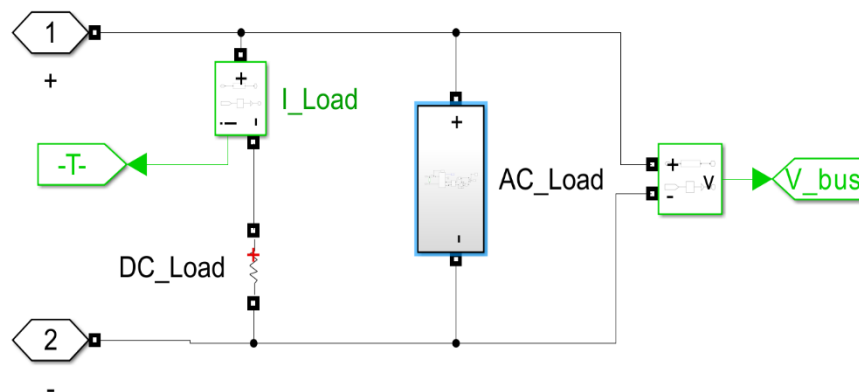 1
+
+
I_Load
i -
-T-
+
AC_Load
-
+
V
-
V_bus
+
DC_Load
2
-